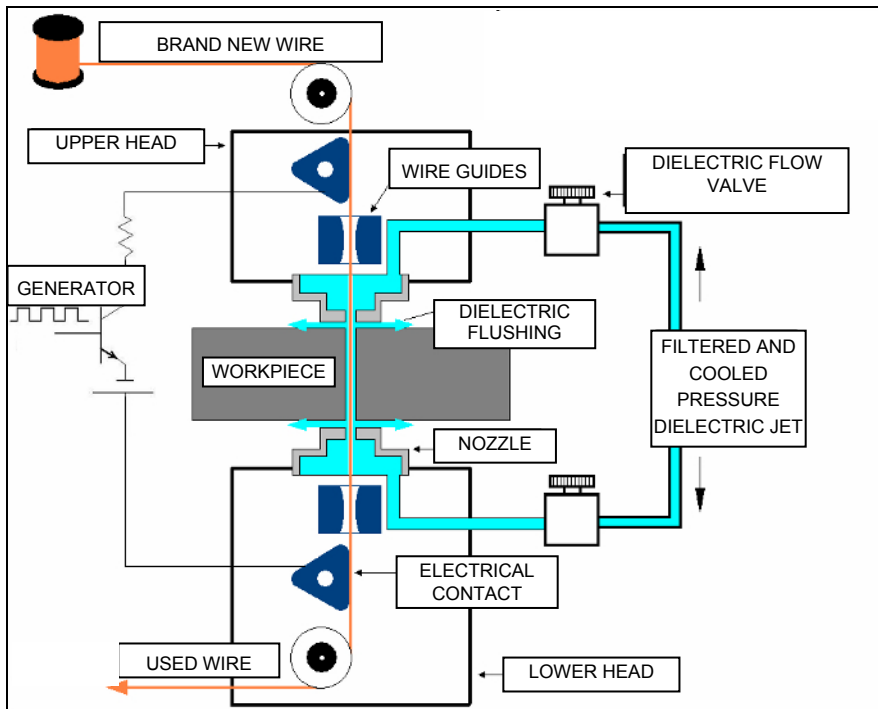 BRAND NEW WIRE
UPPER HEAD
WIRE GUIDES
DIELECTRIC FLOW
VALVE
GENERATOR
DIELECTRIC
FLUSHING
WORKPIECE
FILTERED AND
COOLED
PRESSURE
DIELECTRIC JET
NOZZLE
ELECTRICAL
CONTACT
USED WIRE
LOWER HEAD